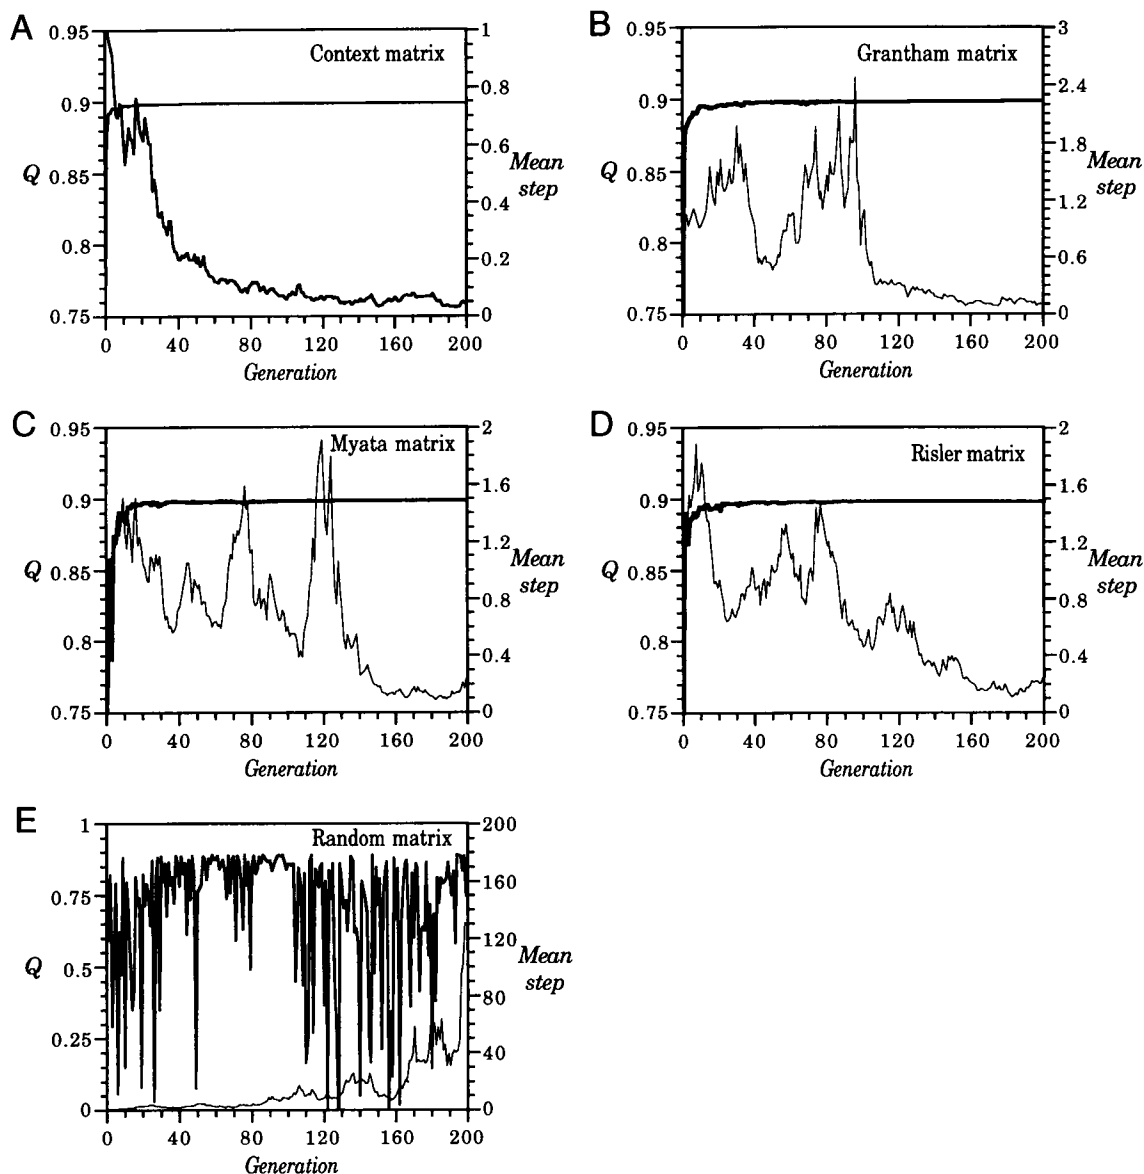 A
Context matrix
0.95
0.9
0.85
0.8
0.75
Q
1
0.8
0.6
0.4
0.2
0
Mean
step
0 40 80 120 160 200
Generation
B
Grantham matrix
0.95
0.9
0.85
0.8
0.75
Q
3
2.4
1.8
1.2
0.6
0
Mean
step
0 40 80 120 160 200
Generation
C
Myata matrix
0.95
0.9
0.85
0.8
0.75
Q
2
1.6
1.2
0.8
0.4
0
Mean
step
0 40 80 120 160 200
Generation
D
Risler matrix
0.95
0.9
0.85
0.8
0.75
Q
2
1.6
1.2
0.8
0.4
0
Mean
step
0 40 80 120 160 200
Generation
E
Random matrix
1
0.75
0.5
0.25
0
Q
200
160
120
80
40
0
Mean
step
0 40 80 120 160 200
Generation